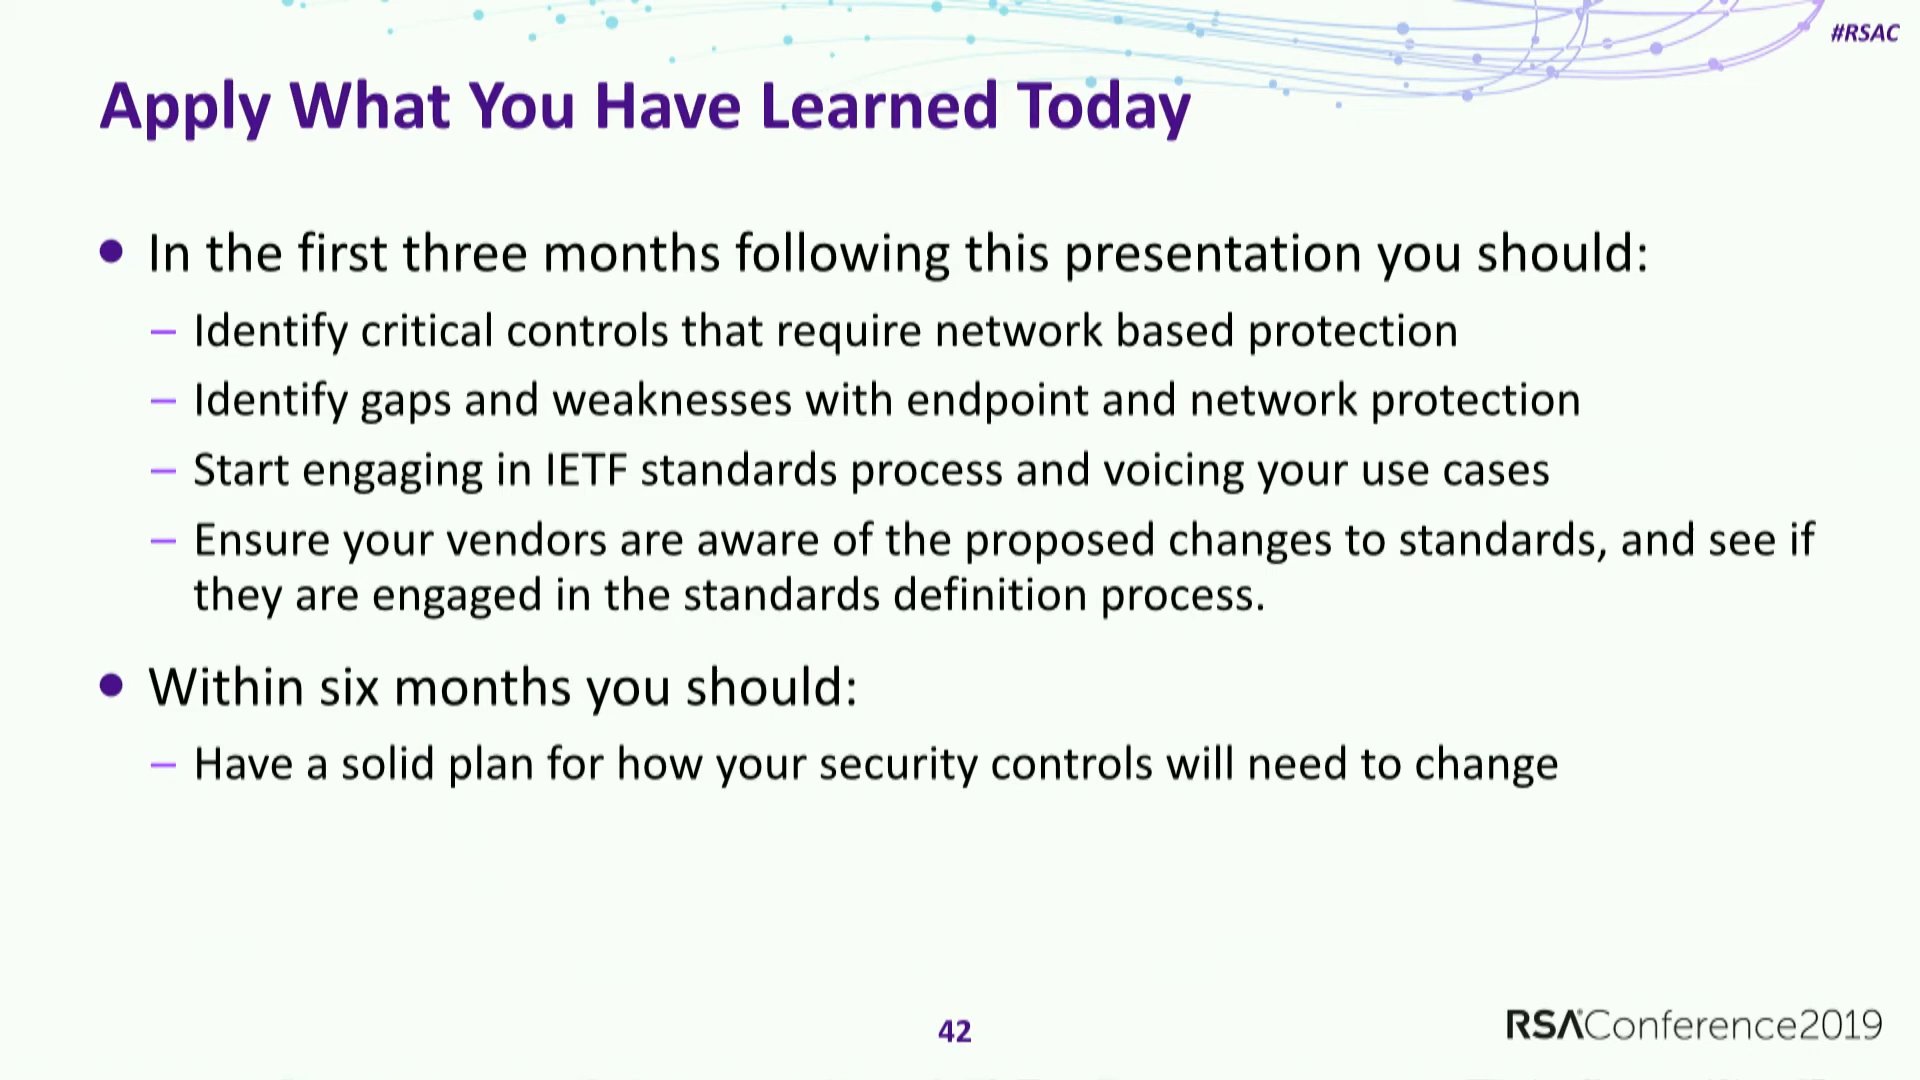 #RSAC
Apply What You Have Learned Today
• In the first three months following this presentation you should:
– Identify critical controls that require network based protection
– Identify gaps and weaknesses with endpoint and network protection
– Start engaging in IETF standards process and voicing your use cases
– Ensure your vendors are aware of the proposed changes to standards, and see if
they are engaged in the standards definition process.
• Within six months you should:
– Have a solid plan for how your security controls will need to change
42
RSAConference2019